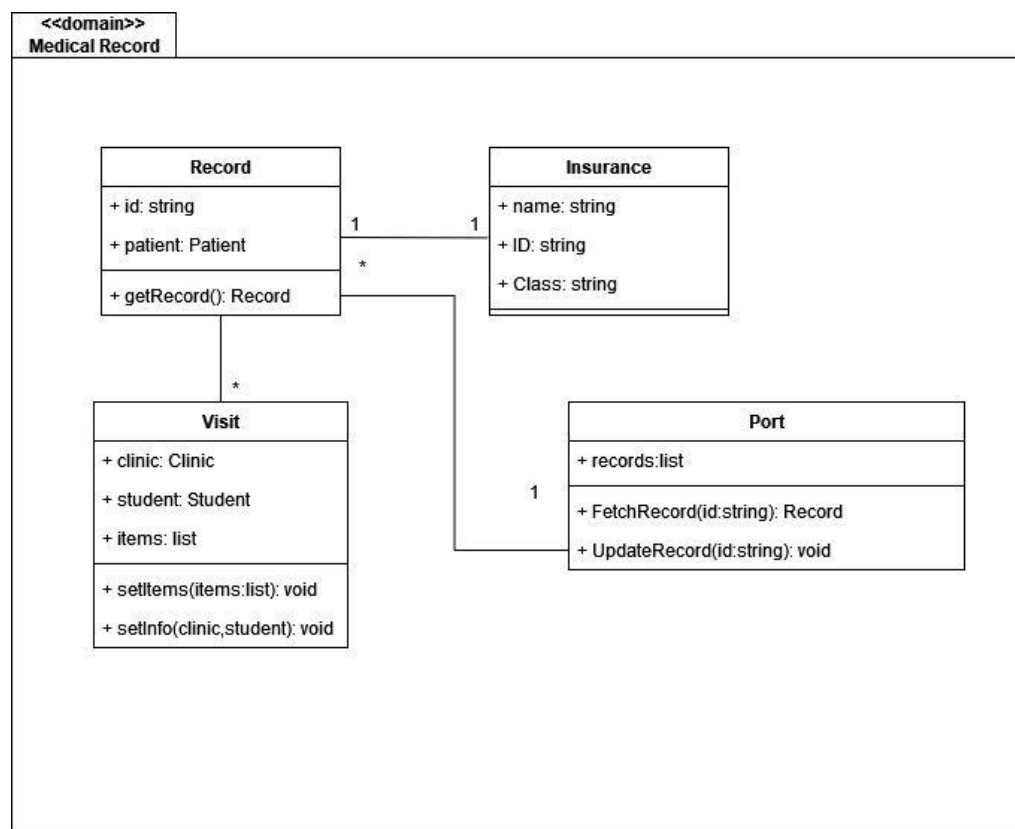 <<domain>>
Medical Record
Record
+ id: string
+ patient: Patient
+ getRecord(): Record
1
1
*
Insurance
+ name: string
+ ID: string
+ Class: string
*
Visit
+ clinic: Clinic
+ student: Student
+ items: list
+ setItems(items:list): void
+ setInfo(clinic,student): void
1
Port
+ records:list
+ FetchRecord(id:string): Record
+ UpdateRecord(id:string): void